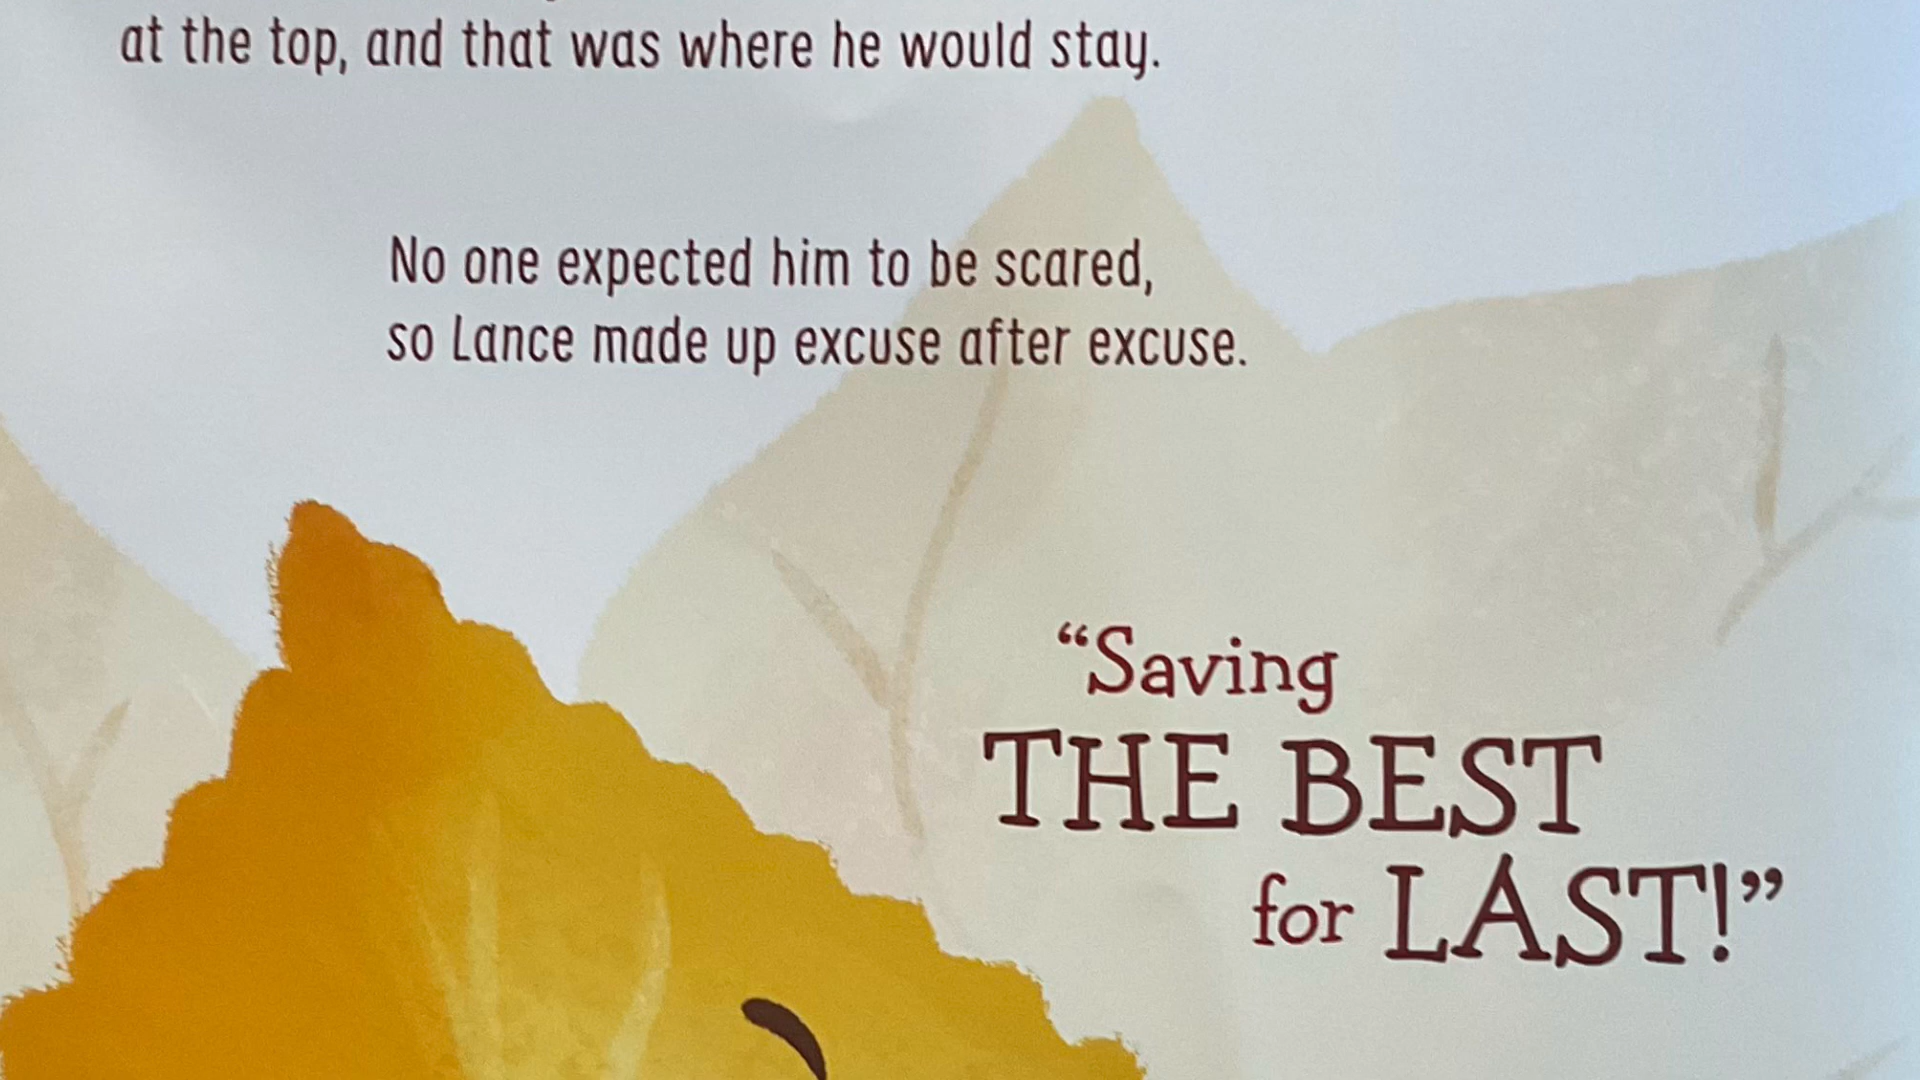 at the top, and that was where he would stay.
No one expected him to be scared,
so Lance made up excuse after excuse.
“Saving
THE BEST
for LAST!”